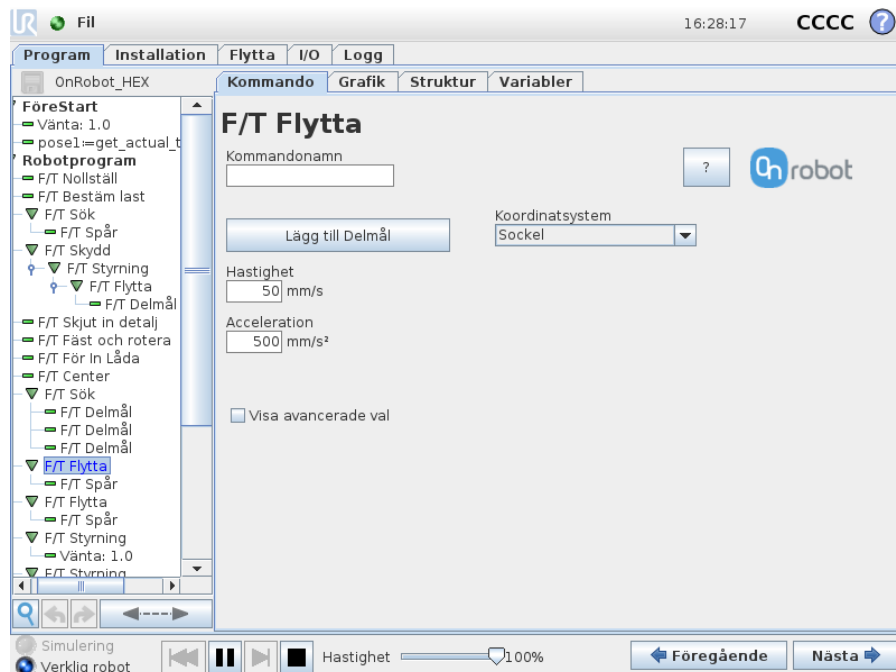 Fil
16:28:17
CCCC
?
Program Installation Flytta I/O Logg
OnRobot_HEX
Kommando Grafik Struktur Variabler
FöreStart
Vänta: 1.0
pose1:=get_actual_t
Robotprogram
F/T Nollställ
F/T Bestäm last
F/T Sök
F/T Spår
F/T Skydd
F/T Styrning
F/T Flytta
F/T Delmål
F/T Skjut in detalj
F/T Fäst och rotera
F/T För In Låda
F/T Center
F/T Sök
F/T Delmål
F/T Delmål
F/T Delmål
F/T Flytta
F/T Spår
F/T Flytta
F/T Spår
F/T Styrning
Vänta: 1.0
F/T Styrning
F/T Flytta
Kommandonamn
?
On robot
Lägg till Delmål
Koordinatsystem
Sockel
Hastighet
50 mm/s
Acceleration
500 mm/s²
Visa avancerade val
Simulering
Verklig robot
Hastighet 100%
Föregående
Nästa